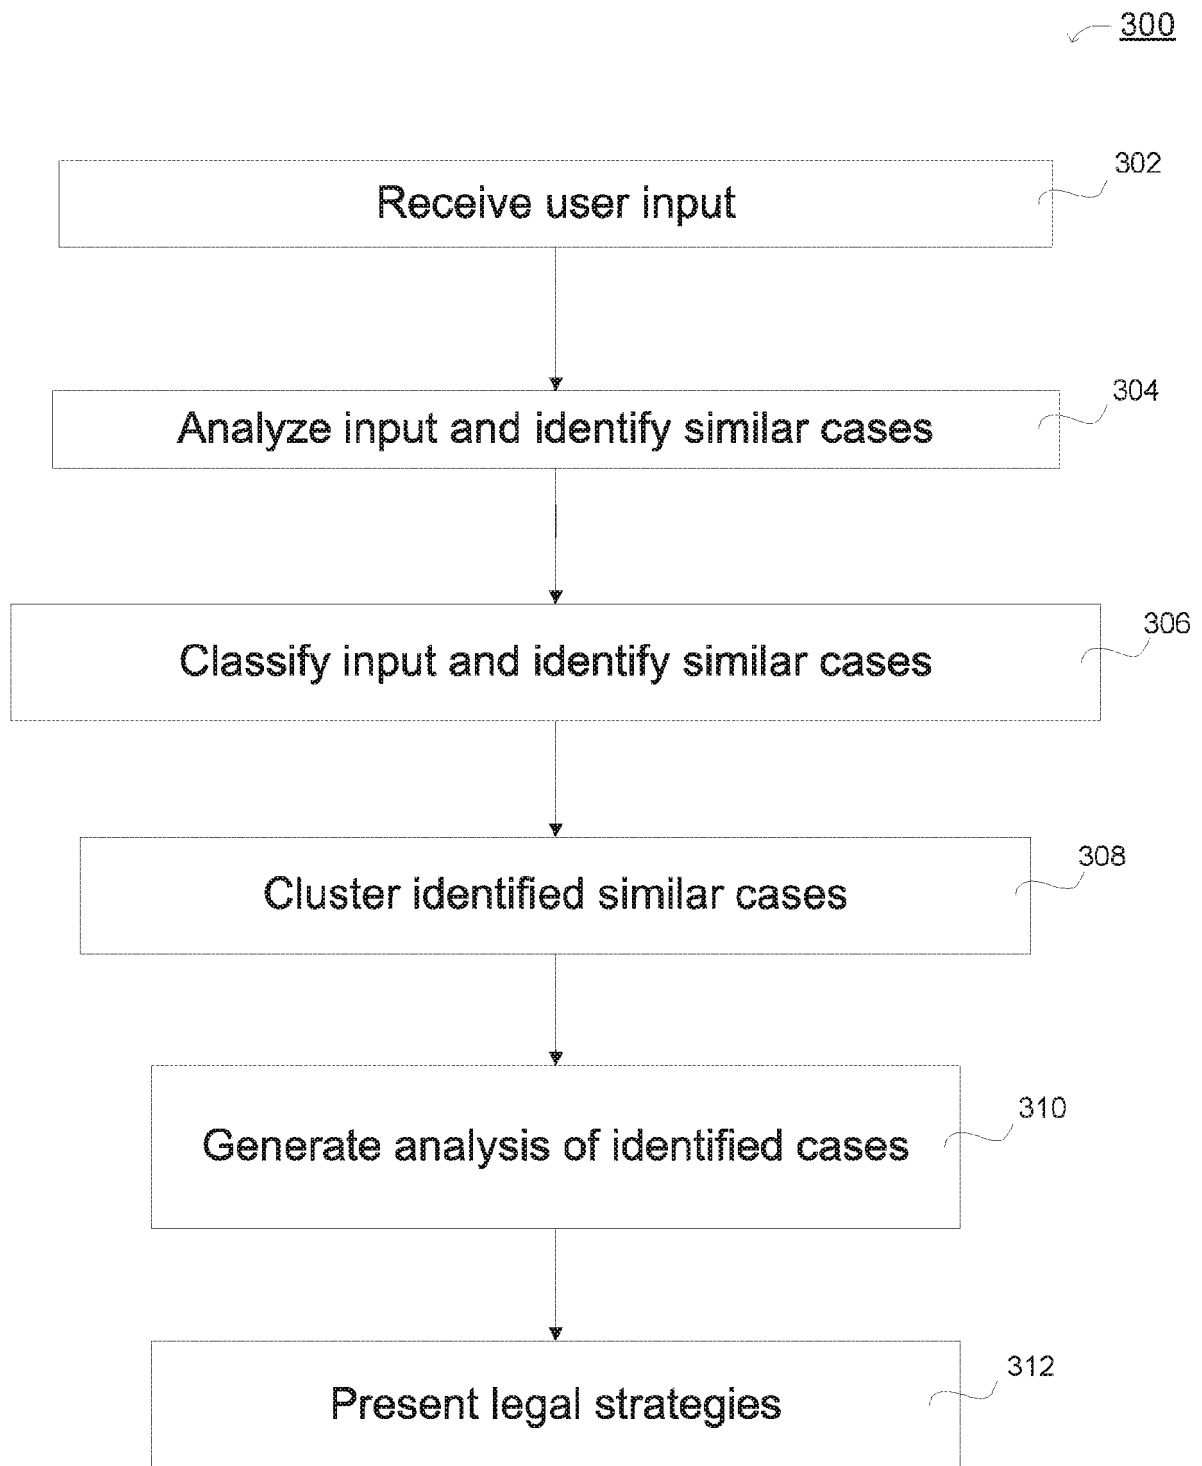 300
Receive user input
302
Analyze input and identify similar cases
304
Classify input and identify similar cases
306
Cluster identified similar cases
308
Generate analysis of identified cases
310
Present legal strategies
312